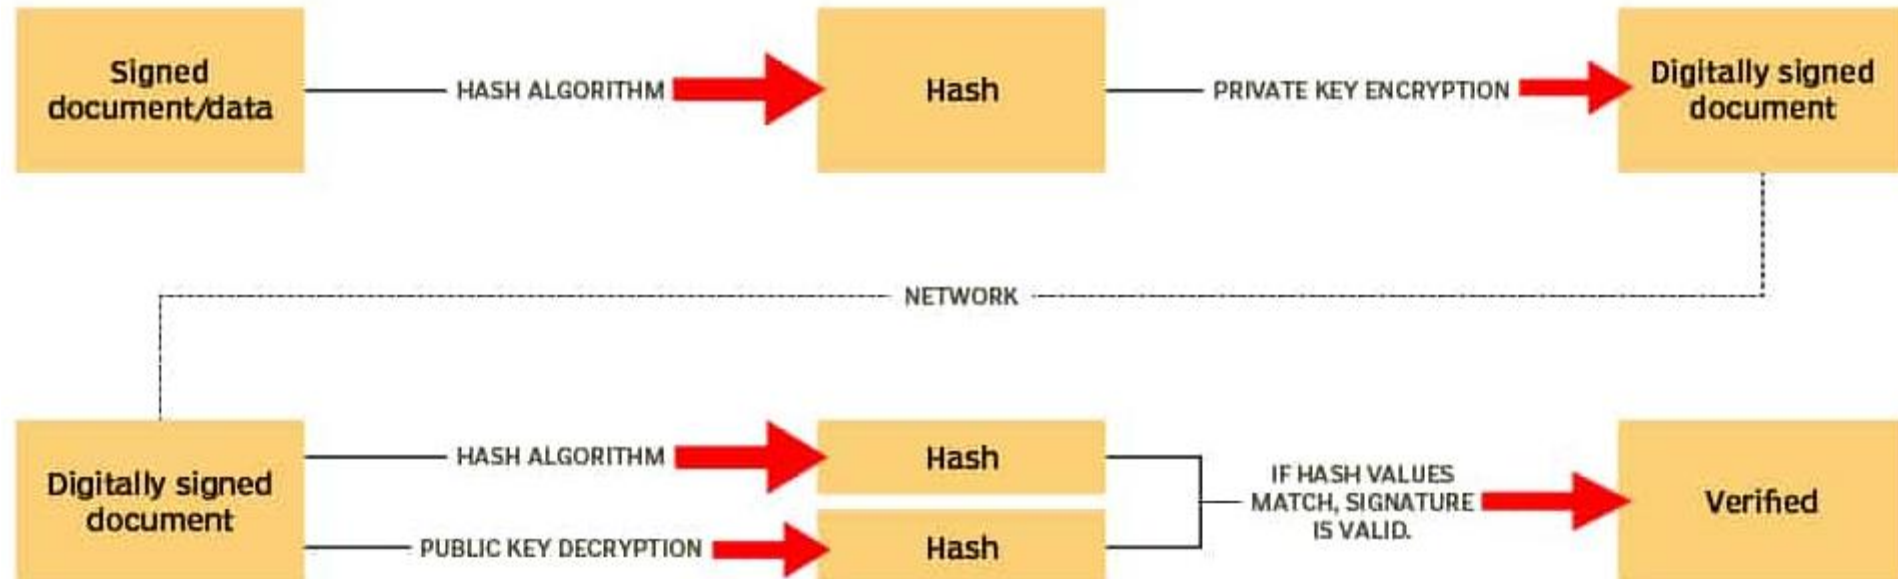 Signed
document/data
HASH ALGORITHM
Hash
PRIVATE KEY ENCRYPTION
Digitally signed
document
NETWORK
Digitally signed
document
HASH ALGORITHM
Hash
PUBLIC KEY DECRYPTION
Hash
IF HASH VALUES
MATCH, SIGNATURE
IS VALID.
Verified